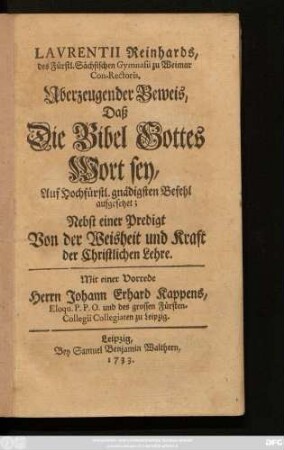 LAVRENTII Reinhards,
des Fürstl. Sächsischen Gymnasii zu Weimar
Con-Rectoris,
Uberzeugender Beweis,
Daß
Die Bibel Gottes
Wort sey,
Auf Hochfürstl. gnädigsten Befehl
aufgesetzet;
Nebst einer Predigt
Von der Weisheit und Kraft
der Christlichen Lehre.
Mit einer Vorrede
Herrn Johann Erhard Kappens,
Eloqu. P. P. O. und des grossen Fürsten-
Collegii Collegiaten zu Leipzig.
Leipzig,
Bey Samuel Benjamin Walthern,
1733.